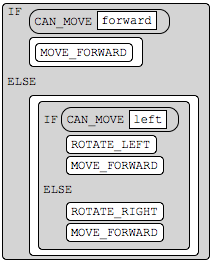 IF CAN_MOVE forward
MOVE_FORWARD
ELSE
IF CAN_MOVE left
ROTATE_LEFT
MOVE_FORWARD
ELSE
ROTATE_RIGHT
MOVE_FORWARD